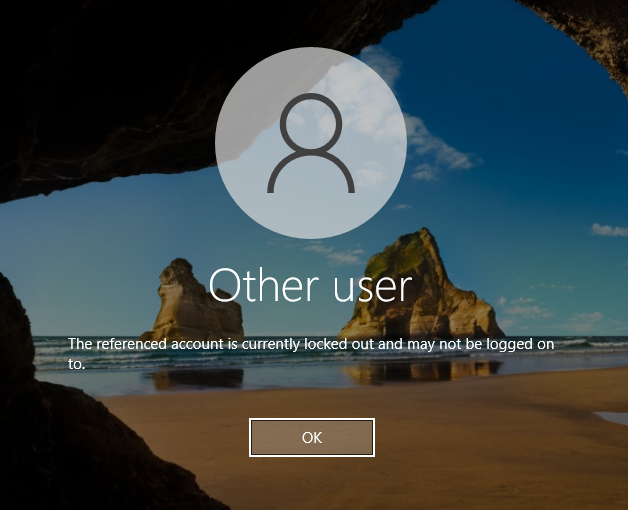 Other user
The referenced account is currently locked out and may not be logged on
to.
OK